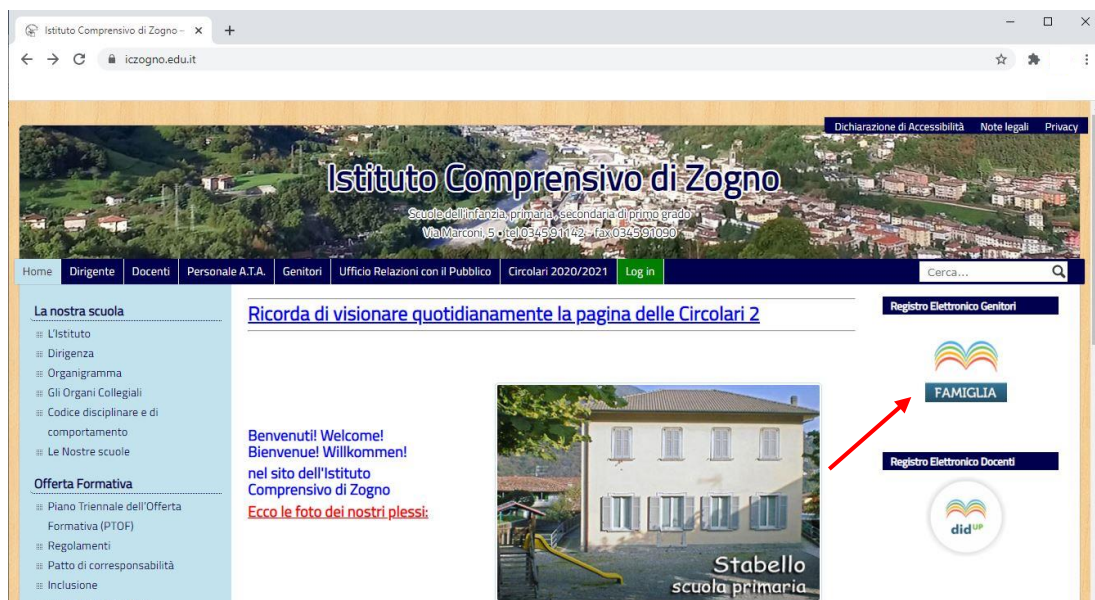 Istituto Comprensivo di Zogno –
iczogno.edu.it
Dichiarazione di Accessibilità Note legali Privacy
Istituto Comprensivo di Zogno
Scuole dell'infanzia, primaria, secondaria di primo grado
Via Marconi, 5 • tel 0345 91142 - fax 0345 91090
Home Dirigente Docenti Personale A.T.A. Genitori Ufficio Relazioni con il Pubblico Circolari 2020/2021 Log in Cerca...
La nostra scuola
L'Istituto
Dirigenza
Organigramma
Gli Organi Collegiali
Codice disciplinare e di
comportamento
Le Nostre scuole
Offerta Formativa
Piano Triennale dell'Offerta
Formativa (PTOF)
Regolamenti
Patto di corresponsabilità
Inclusione
Ricorda di visionare quotidianamente la pagina delle Circolari 2
Benvenuti! Welcome!
Bienvenue! Willkommen!
nel sito dell'Istituto
Comprensivo di Zogno
Ecco le foto dei nostri plessi:
Stabello
scuola primaria
Registro Elettronico Genitori
FAMIGLIA
Registro Elettronico Docenti
did UP